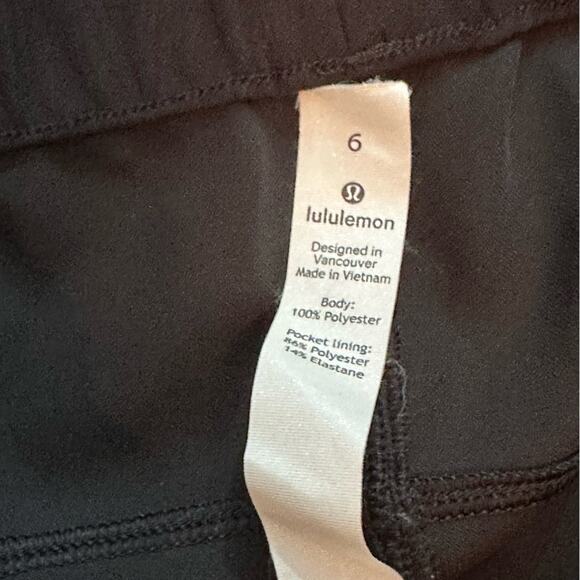 6
lululemon
Designed in
Vancouver
Made in Vietnam
Body:
100% Polyester
Pocket lining:
86% Polyester
14% Elastane